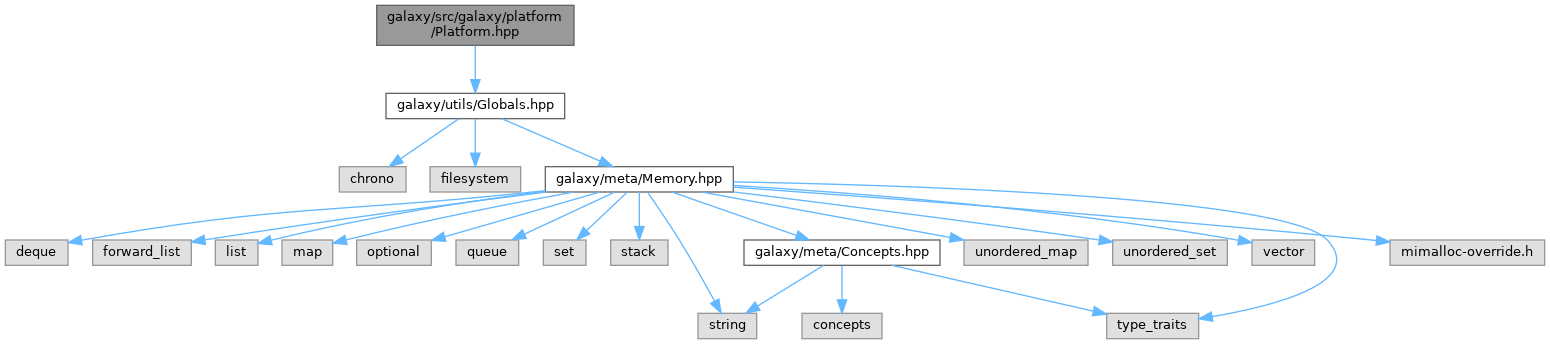 galaxy/src/galaxy/platform
/Platform.hpp
galaxy/utils/Globals.hpp
chrono
filesystem
galaxy/meta/Memory.hpp
deque
forward_list
list
map
optional
queue
set
stack
galaxy/meta/Concepts.hpp
unordered_map
unordered_set
vector
mimalloc-override.h
string
concepts
type_traits